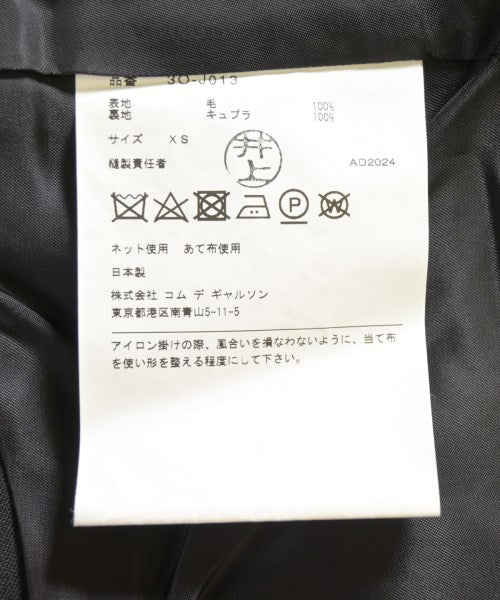 品番 3O-J013
表地 毛 100%
裏地 キュプラ 100%
サイズ XS
井上
縫製責任者 AD2024
P W
ネット使用 あて布使用
日本製
株式会社 コム デ ギャルソン
東京都港区南青山5-11-5
アイロン掛けの際、風合いを損なわないように、当て布
を使い形を整える程度にして下さい。